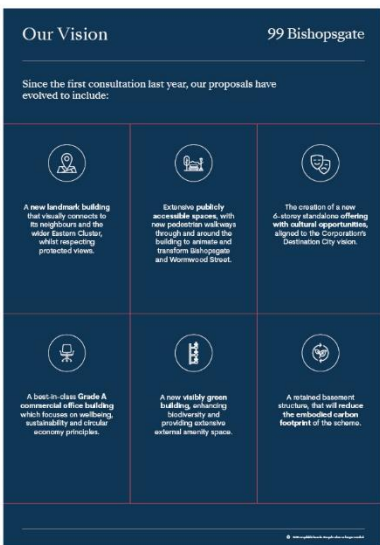 Our Vision
99 Bishopsgate
Since the first consultation last year, our proposals have
evolved to include:
A new landmark building
that visually connects to
its neighbours and the
wider Eastern Cluster,
whilst respecting
protected views.
Extensive publicly
accessible spaces, with
new pedestrian walkways
through and around the
building to animate and
transform Bishopsgate
and Wormwood Street.
The creation of a new
6-storey standalone offering
with cultural opportunities,
aligned to the Corporation's
Destination City vision.
A best-in-class Grade A
commercial office building
which focuses on wellbeing,
sustainability and circular
economy principles.
A new visibly green
building, enhancing
biodiversity and
providing extensive
external amenity space.
A retained basement
structure, that will reduce
the embodied carbon
footprint of the scheme.